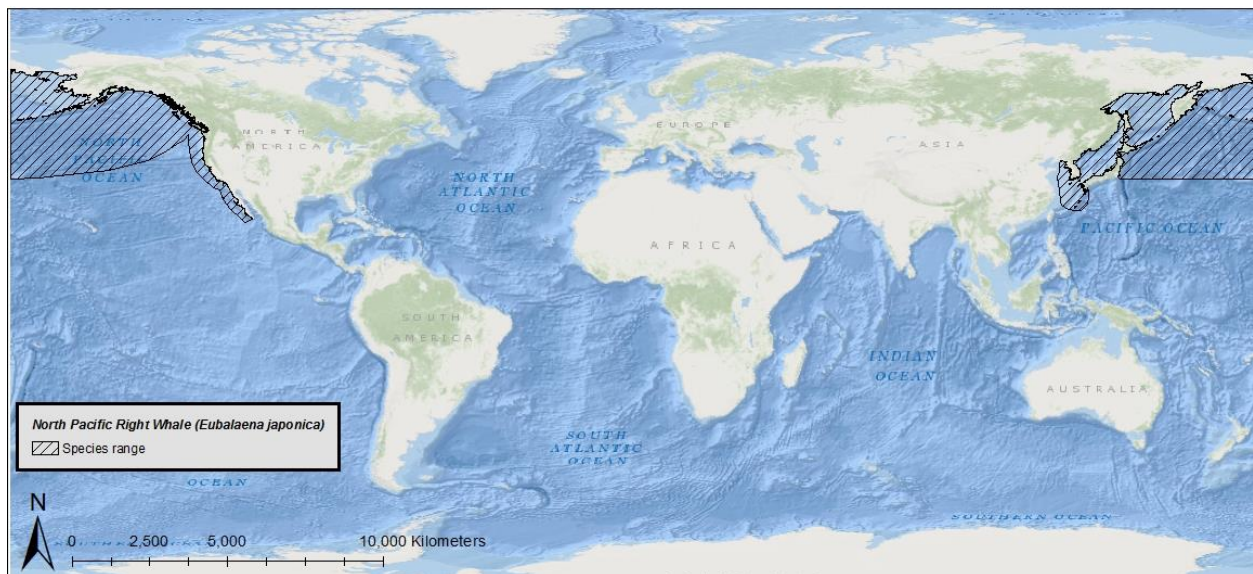 NORTH
AMERICA
EUROPE
ASIA
NORTH
PACIFIC
OCEAN
NORTH
ATLANTIC
OCEAN
AFRICA
PACIFIC OCEAN
SOUTH
AMERICA
INDIAN
OCEAN
AUSTRALIA
North Pacific Right Whale (Eubalaena japonica)
Species range
SOUTH
ATLANTIC
OCEAN
OCEAN
N
SOUTHERN OCEAN
0 2,500 5,000 10,000 Kilometers